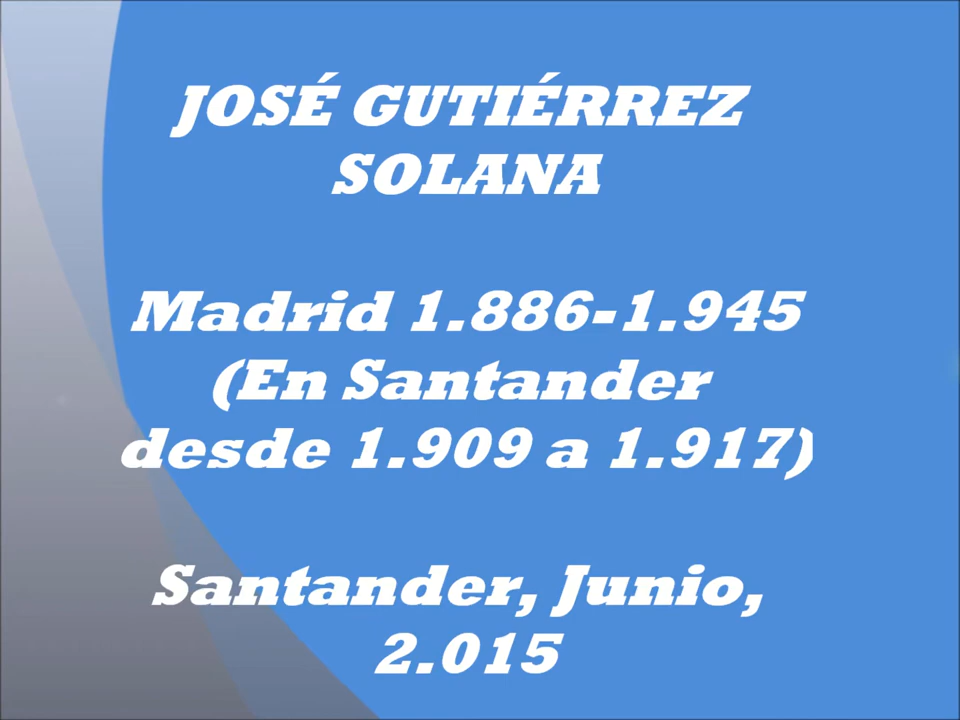 JOSÉ GUTIÉRREZ
SOLANA
Madrid 1.886-1.945
(En Santander
desde 1.909 a 1.917)
Santander, Junio,
2.015